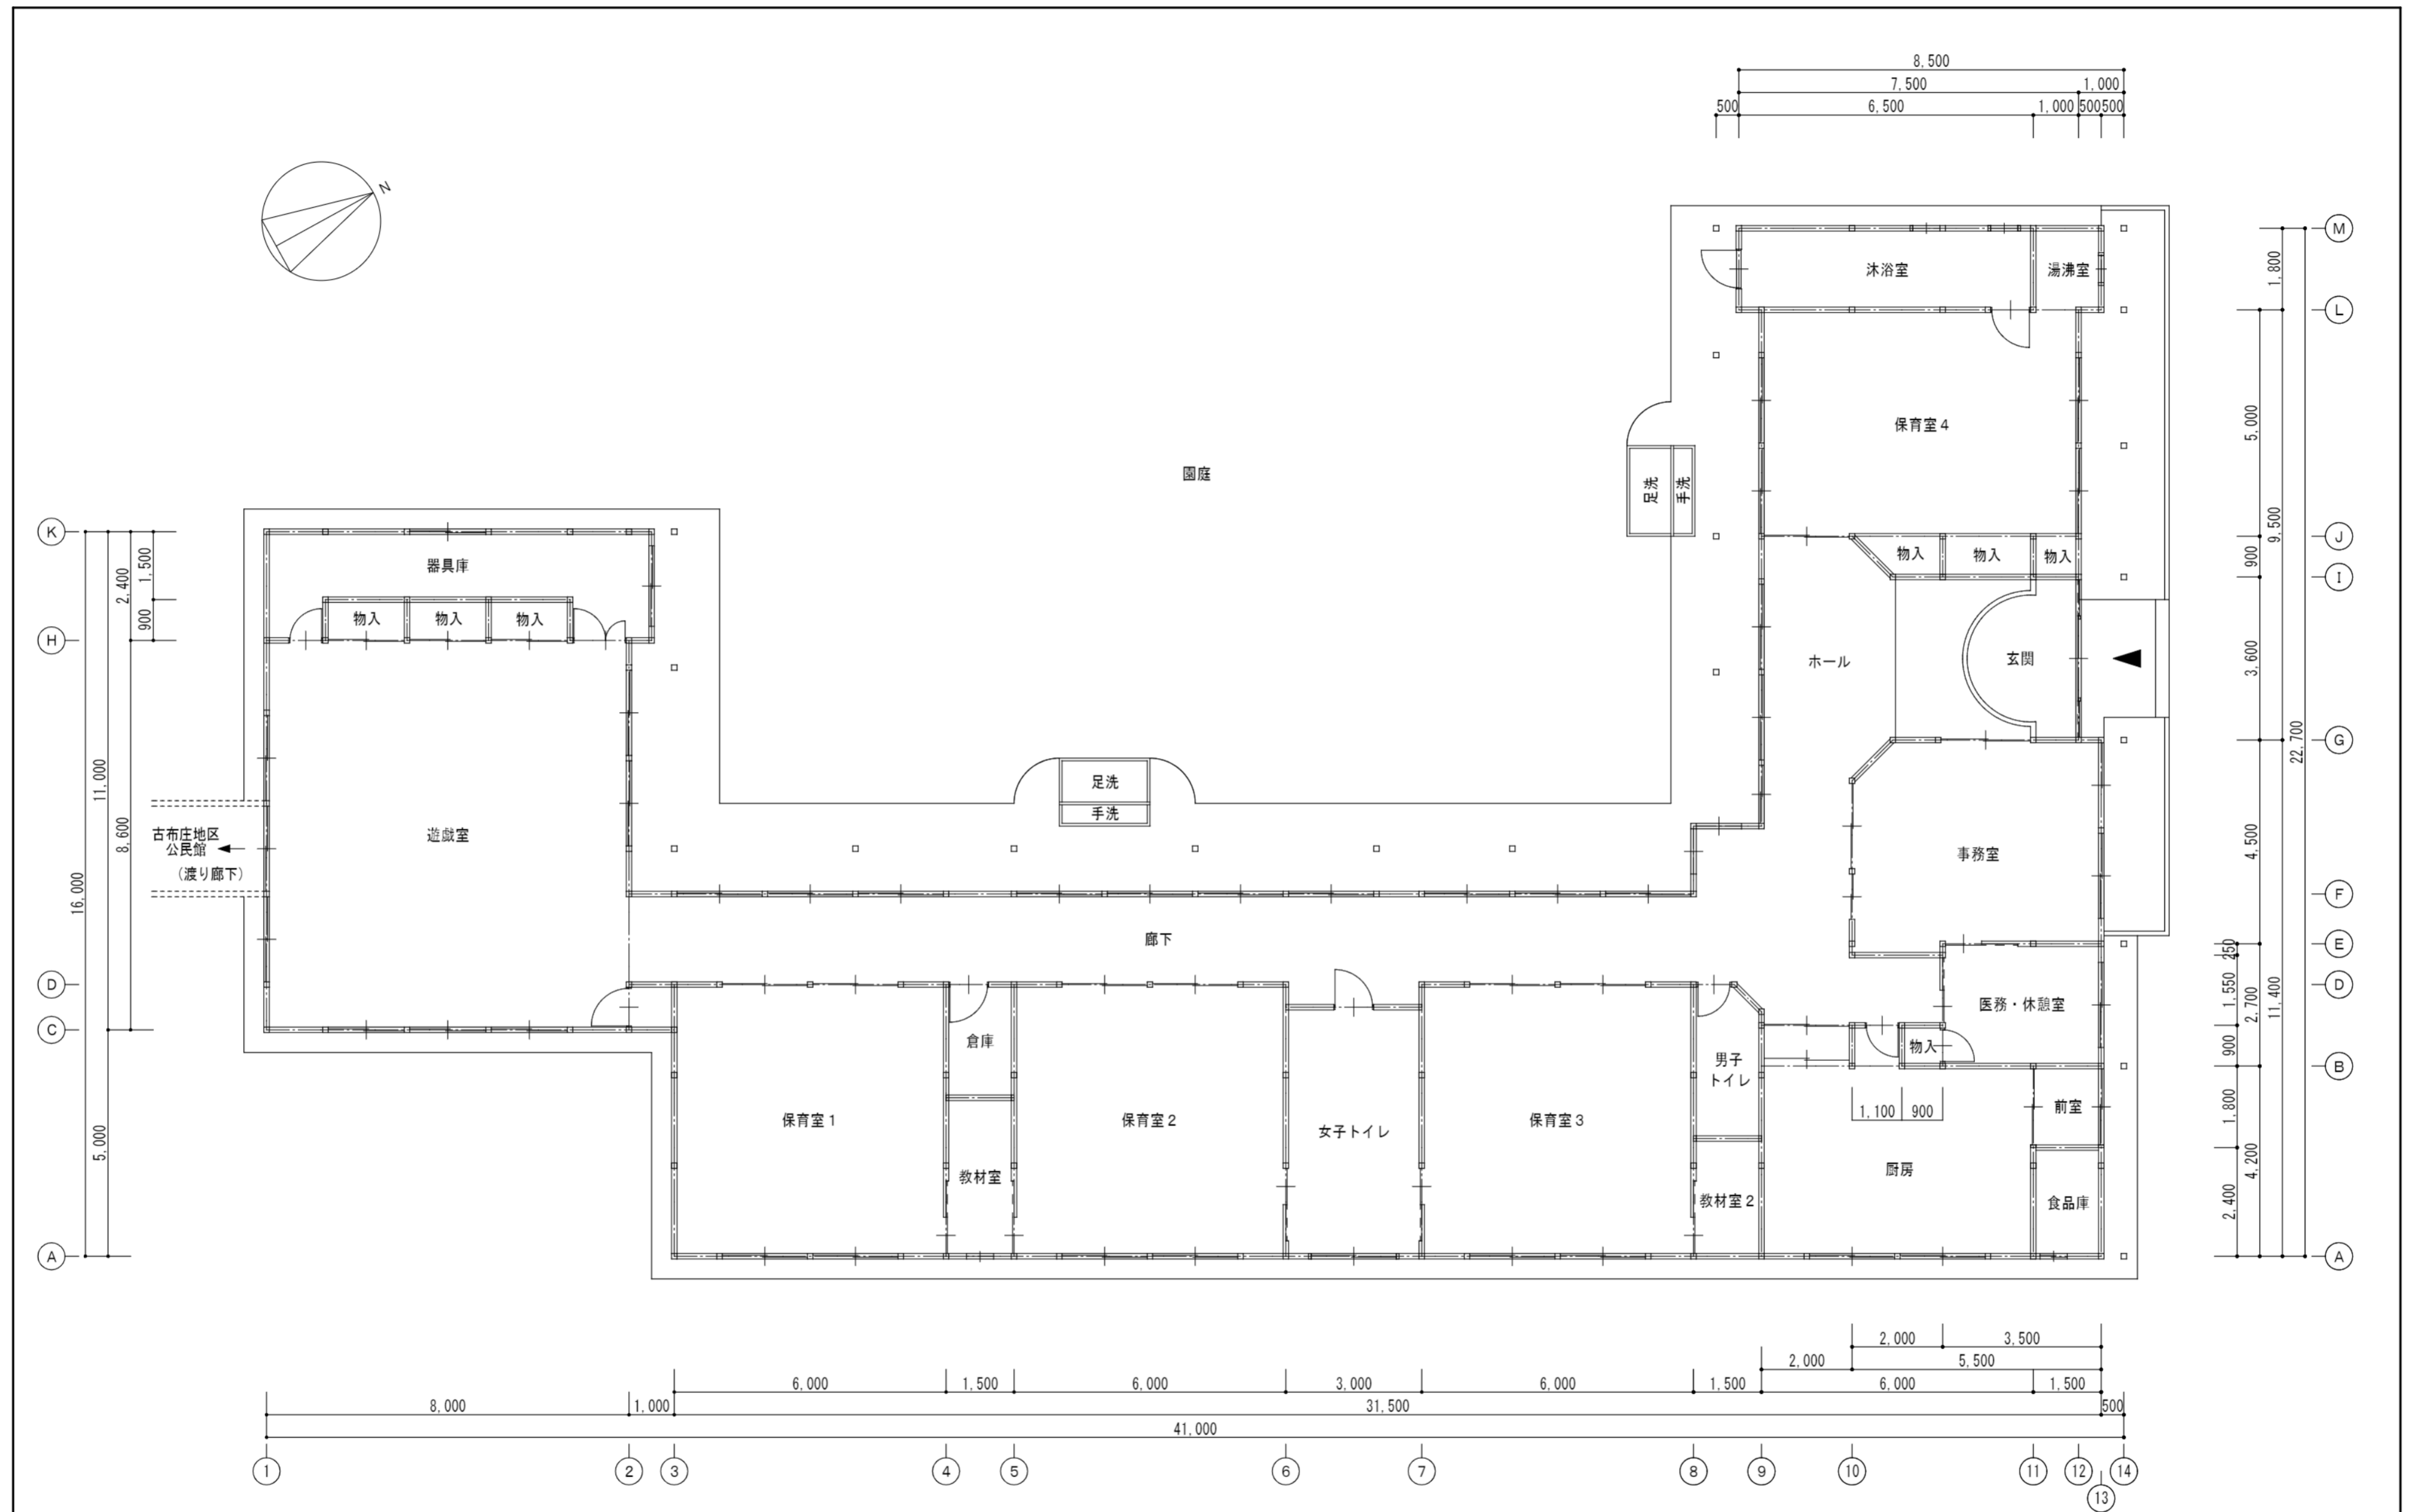 8,500
7,500 1,000
500 6,500 1,000 500 500
N
M
沐浴室 湯沸室
1,800
L
保育室4
5,000
9,500
園庭
足洗 手洗
K
器具庫
1,500
2,400
900
物入 物入 物入
J
物入 物入 物入
900
I
H
ホール 玄関
3,600
22,700
G
11,000
足洗
手洗
8,600
遊戯室
古布庄地区
公民館
(渡り廊下)
事務室
4,500
16,000
F
廊下
E
250
D
D
1,550
2,700
11,400
医務・休憩室
C
倉庫
物入
900
B
男子
トイレ
1,100 900
前室
1,800
保育室1 保育室2 女子トイレ 保育室3
5,000
教材室
厨房
4,200
教材室2
食品庫
2,400
A
A
2,000 3,500
2,000 5,500
6,000 1,500 6,000 3,000 6,000 1,500 6,000 1,500
8,000 1,000 31,500 500
41,000
1 2 3 4 5 6 7 8 9 10 11 12 14
13